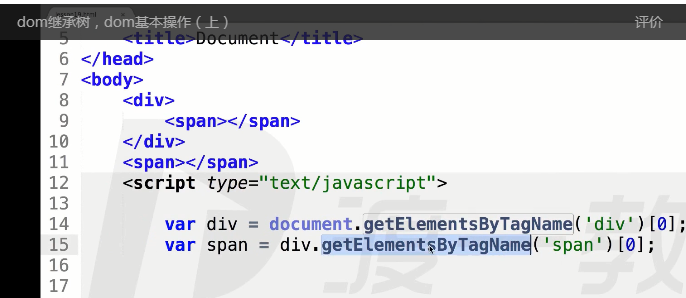 dom继承树，dom基本操作（上） 评价
5 <title>Document</title>
6 </head>
7 <body>
8 <div>
9 <span></span>
10 </div>
11 <span></span>
12 <script type="text/javascript">
13
14 var div = document.getElementsByTagName('div')[0];
15 var span = div.getElementsByTagName('span')[0];
16
17
渡 教